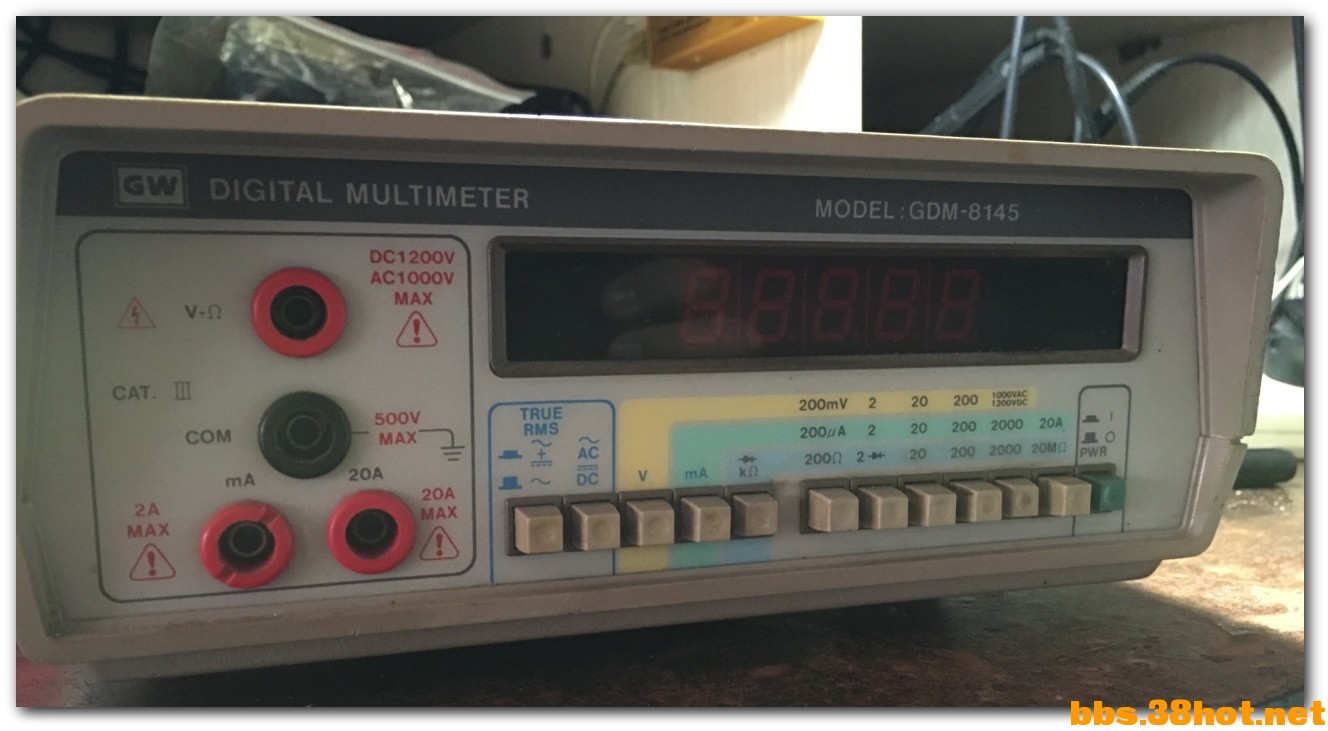 GW DIGITAL MULTIMETER
MODEL:GDM-8145
DC1200V
AC1000V
MAX
V-Ω
CAT. III
COM
500V
MAX
mA
20A
2A
MAX
20A
MAX
TRUE
RMS
AC
DC
V
mA
kΩ
200mV 2 20 200 1000VAC
1200VDC
200μA 2 20 200 2000 20A
200Ω 2 20 200 2000 20MΩ
I
O
PWR
bbs.38hot.net